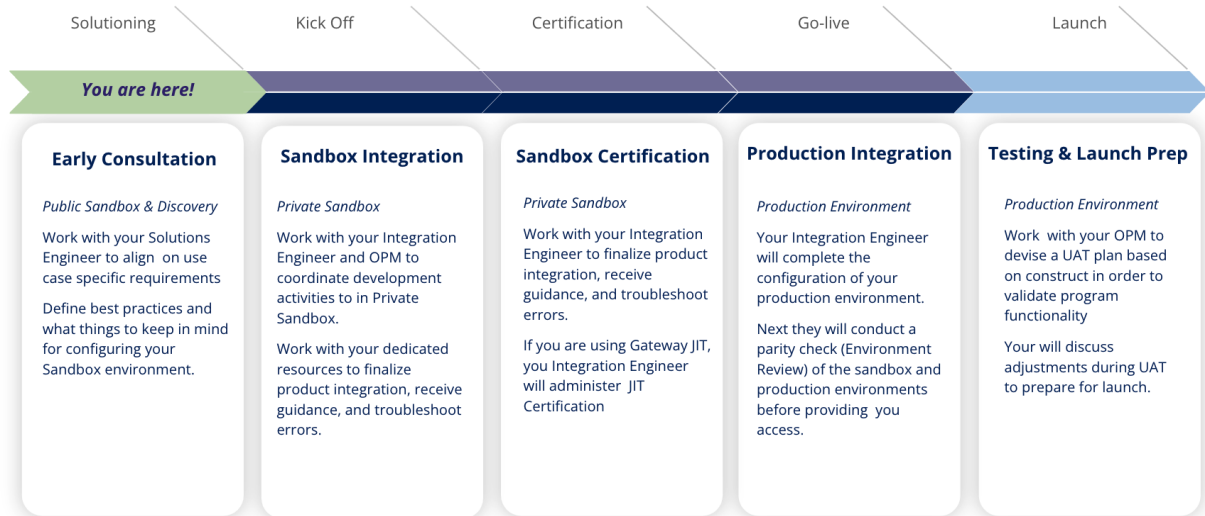 Solutioning
Kick Off
Certification
Go-live
Launch
You are here!
Early Consultation
Public Sandbox & Discovery
Work with your Solutions
Engineer to align on use
case specific requirements
Define best practices and
what things to keep in mind
for configuring your
Sandbox environment.
Sandbox Integration
Private Sandbox
Work with your Integration
Engineer and OPM to
coordinate development
activities to in Private
Sandbox.
Work with your dedicated
resources to finalize
product integration, receive
guidance, and troubleshoot
errors.
Sandbox Certification
Private Sandbox
Work with your Integration
Engineer to finalize product
integration, receive
guidance, and troubleshoot
errors.
If you are using Gateway JIT,
you Integration Engineer
will administer JIT
Certification
Production Integration
Production Environment
Your Integration Engineer
will complete the
configuration of your
production environment.
Next they will conduct a
parity check (Environment
Review) of the sandbox and
production environments
before providing you
access.
Testing & Launch Prep
Production Environment
Work with your OPM to
devise a UAT plan based
on construct in order to
validate program
functionality
Your will discuss
adjustments during UAT
to prepare for launch.